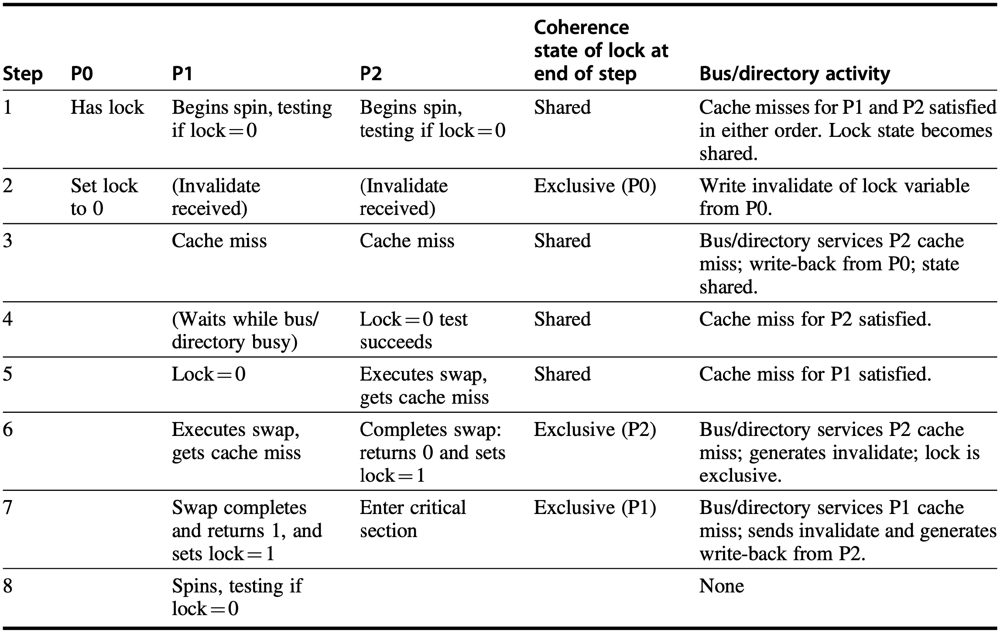 Step P0 P1 P2 Coherence state of lock at end of step Bus/directory activity
1 Has lock Begins spin, testing if lock=0 Begins spin, testing if lock=0 Shared Cache misses for P1 and P2 satisfied in either order. Lock state becomes shared.
2 Set lock to 0 (Invalidate received) (Invalidate received) Exclusive (P0) Write invalidate of lock variable from P0.
3 Cache miss Cache miss Shared Bus/directory services P2 cache miss; write-back from P0; state shared.
4 (Waits while bus/directory busy) Lock=0 test succeeds Shared Cache miss for P2 satisfied.
5 Lock=0 Executes swap, gets cache miss Shared Cache miss for P1 satisfied.
6 Executes swap, gets cache miss Completes swap: returns 0 and sets lock=1 Exclusive (P2) Bus/directory services P2 cache miss; generates invalidate; lock is exclusive.
7 Swap completes and returns 1, and sets lock=1 Enter critical section Exclusive (P1) Bus/directory services P1 cache miss; sends invalidate and generates write-back from P2.
8 Spins, testing if lock=0 None